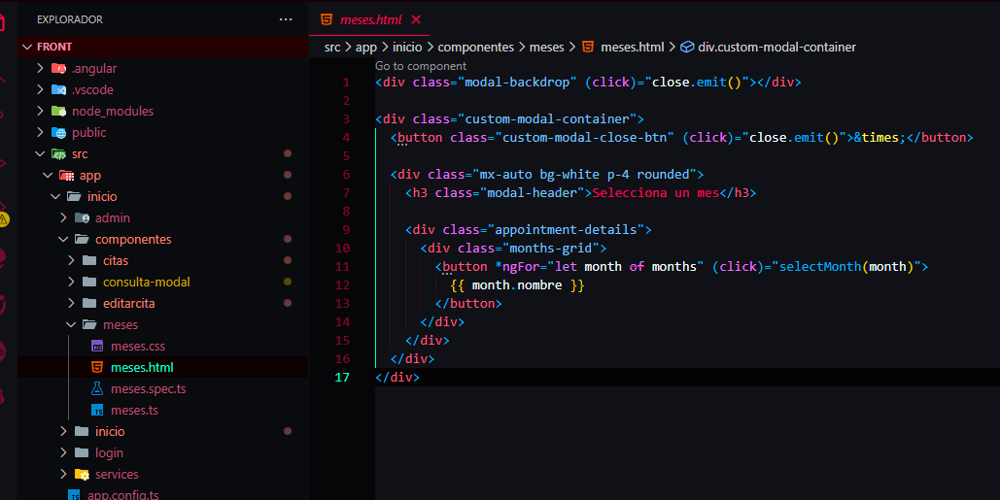 EXPLORADOR
FRONT
.angular
.vscode
node_modules
public
src
app
inicio
admin
componentes
citas
consulta-modal
editarcita
meses
meses.css
meses.html
meses.spec.ts
meses.ts
inicio
login
services
app.config.ts
meses.html
src > app > inicio > componentes > meses > meses.html > div.custom-modal-container
Go to component
1 <div class="modal-backdrop" (click)="close.emit()"></div>
2
3 <div class="custom-modal-container">
4 <button class="custom-modal-close-btn" (click)="close.emit()">&times;</button>
5
6 <div class="mx-auto bg-white p-4 rounded">
7 <h3 class="modal-header">Selecciona un mes</h3>
8
9 <div class="appointment-details">
10 <div class="months-grid">
11 <button *ngFor="let month of months" (click)="selectMonth(month)">
12 {{ month.nombre }}
13 </button>
14 </div>
15 </div>
16 </div>
17 </div>